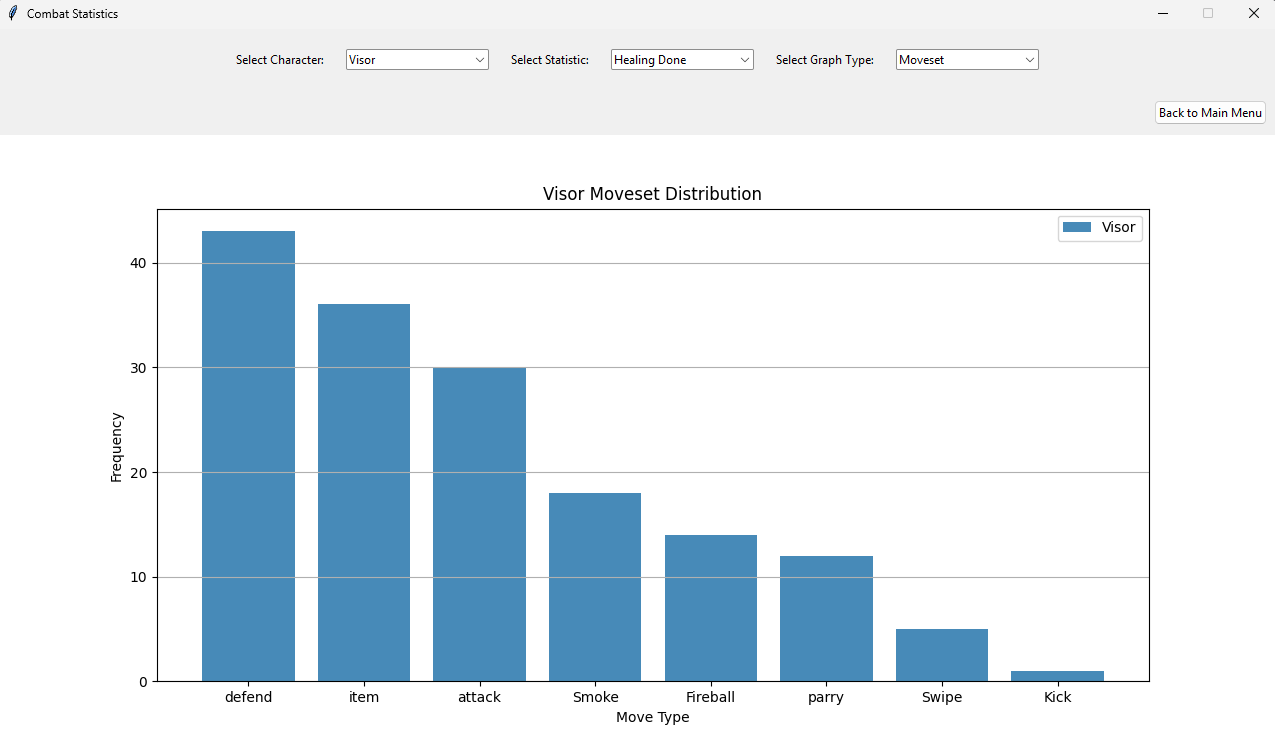 Combat Statistics
Select Character: Visor Select Statistic: Healing Done Select Graph Type: Moveset
Back to Main Menu
Visor Moveset Distribution
Visor
40
30
20
10
0
Frequency
defend item attack Smoke Fireball parry Swipe Kick
Move Type